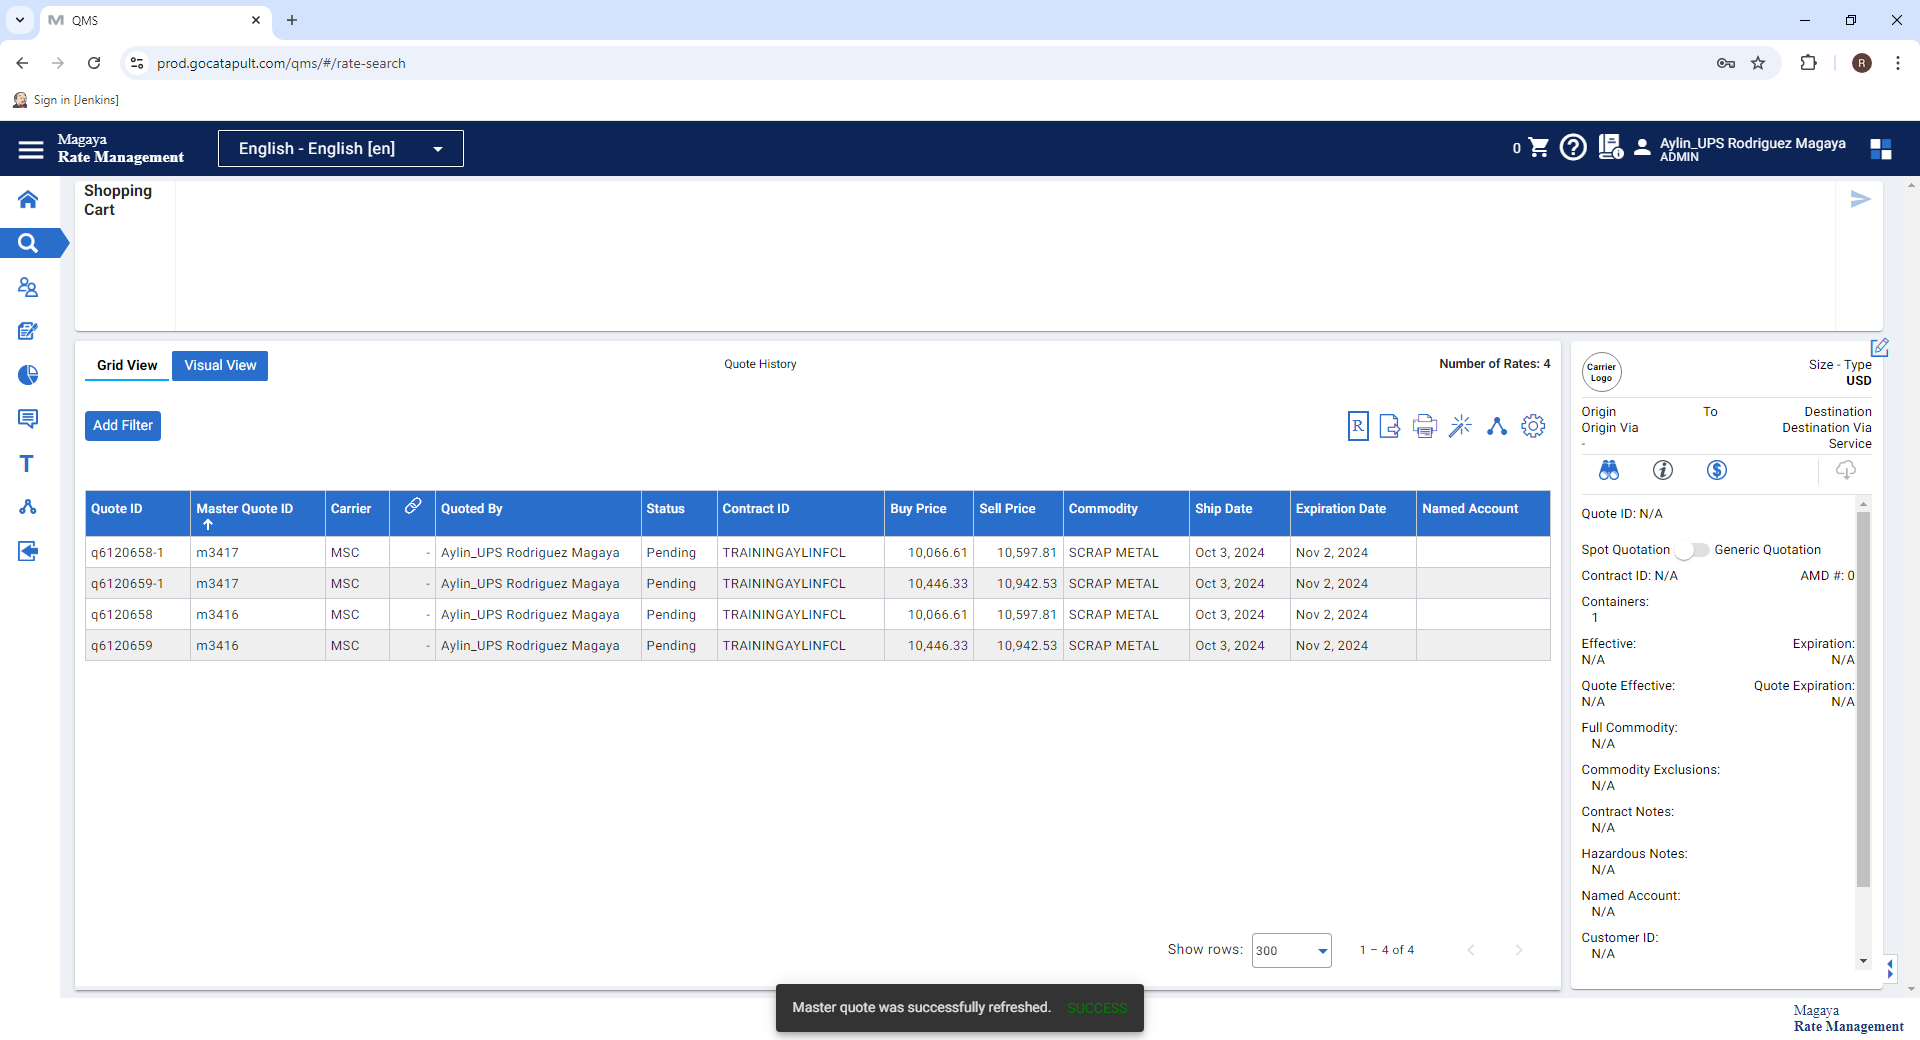 QMS
prod.gocatapult.com/qms/#/rate-search
R
Sign in [Jenkins]
Magaya
Rate Management
English - English [en]
0
Aylin_UPS Rodriguez Magaya
ADMIN
Shopping
Cart
Grid View
Visual View
Quote History
Number of Rates: 4
Add Filter
R
Quote ID Master Quote ID Carrier Quoted By Status Contract ID Buy Price Sell Price Commodity Ship Date Expiration Date Named Account
q6120658-1 m3417 MSC - Aylin_UPS Rodriguez Magaya Pending TRAININGAYLINFCL 10,066.61 10,597.81 SCRAP METAL Oct 3, 2024 Nov 2, 2024
q6120659-1 m3417 MSC - Aylin_UPS Rodriguez Magaya Pending TRAININGAYLINFCL 10,446.33 10,942.53 SCRAP METAL Oct 3, 2024 Nov 2, 2024
q6120658 m3416 MSC - Aylin_UPS Rodriguez Magaya Pending TRAININGAYLINFCL 10,066.61 10,597.81 SCRAP METAL Oct 3, 2024 Nov 2, 2024
q6120659 m3416 MSC - Aylin_UPS Rodriguez Magaya Pending TRAININGAYLINFCL 10,446.33 10,942.53 SCRAP METAL Oct 3, 2024 Nov 2, 2024
Show rows: 300 1 – 4 of 4
Carrier
Logo
Size - Type
USD
Origin To Destination
Origin Via Destination Via
- Service
Quote ID: N/A
Spot Quotation Generic Quotation
Contract ID: N/A AMD #: 0
Containers:
1
Effective: Expiration:
N/A N/A
Quote Effective: Quote Expiration:
N/A N/A
Full Commodity:
N/A
Commodity Exclusions:
N/A
Contract Notes:
N/A
Hazardous Notes:
N/A
Named Account:
N/A
Customer ID:
N/A
Master quote was successfully refreshed. SUCCESS
Magaya
Rate Management